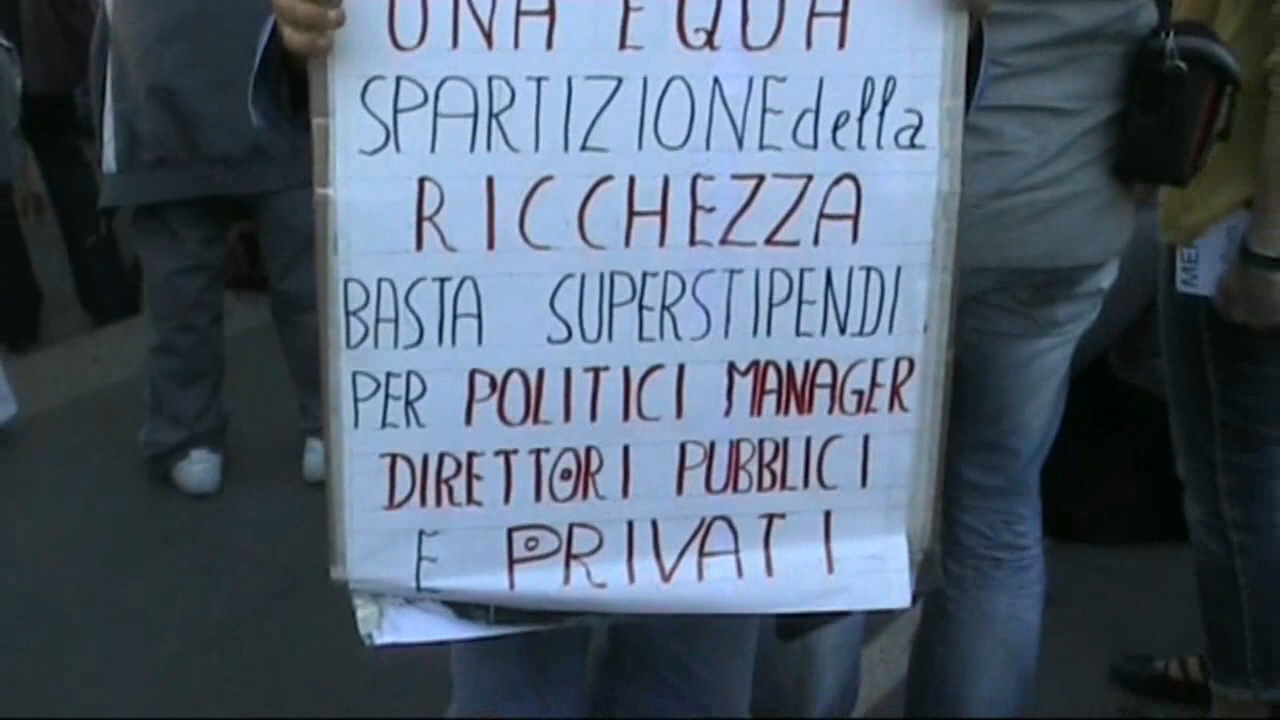 UNA EQUA
SPARTIZIONE della
RICCHEZZA
BASTA SUPERSTIPENDI
PER POLITICI MANAGER
DIRETTORI PUBBLICI
E PRIVATI